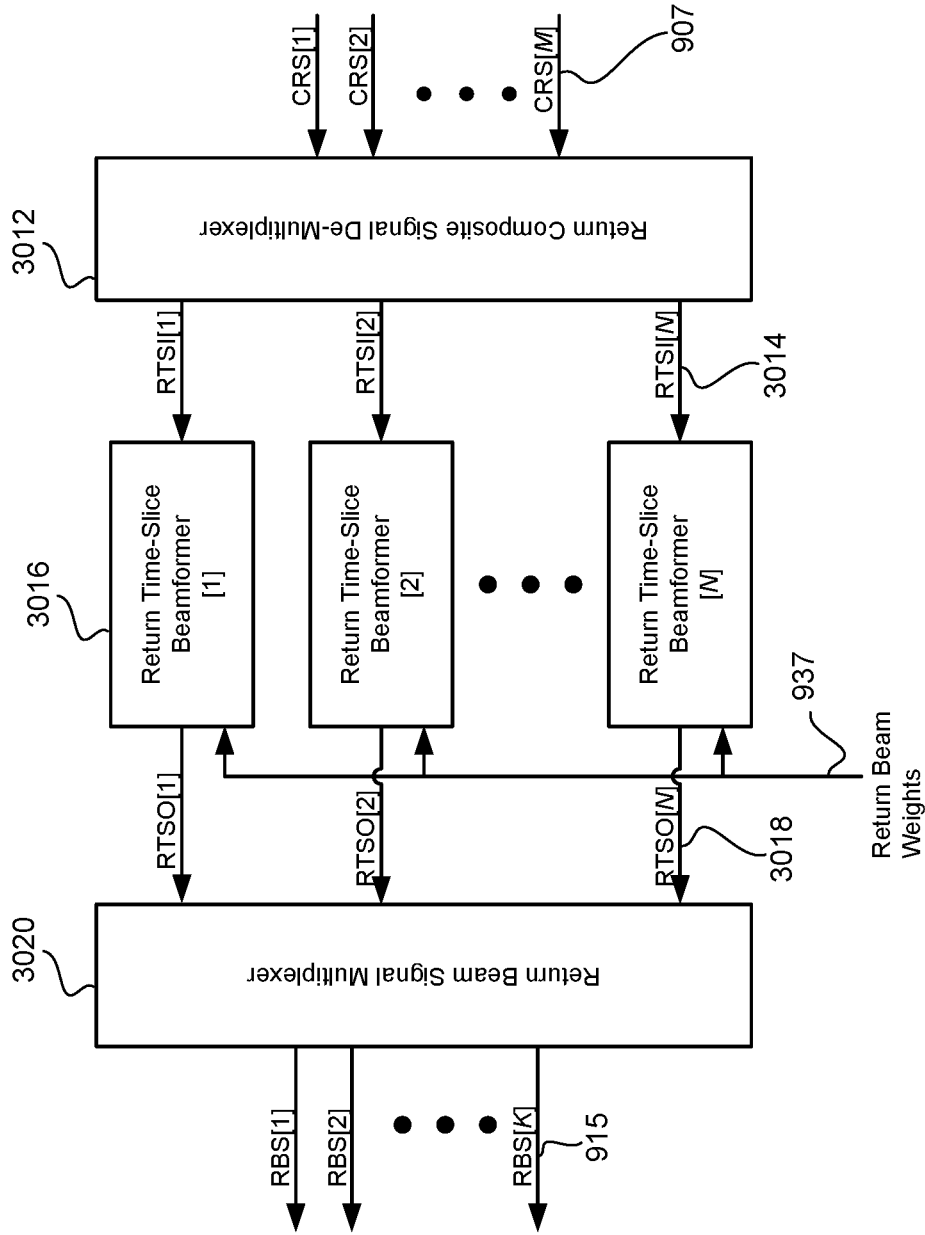 CRS[1]
CRS[2]
CRS[M]
907
3012
Return Composite Signal De-Multiplexer
RTSI[1]
RTSI[2]
RTSI[N]
3014
3016
Return Time-Slice
Beamformer
[1]
Return Time-Slice
Beamformer
[2]
Return Time-Slice
Beamformer
[N]
937
Return Beam
Weights
RTSO[1]
RTSO[2]
RTSO[N]
3018
3020
Return Beam Signal Multiplexer
RBS[1]
RBS[2]
RBS[K]
915